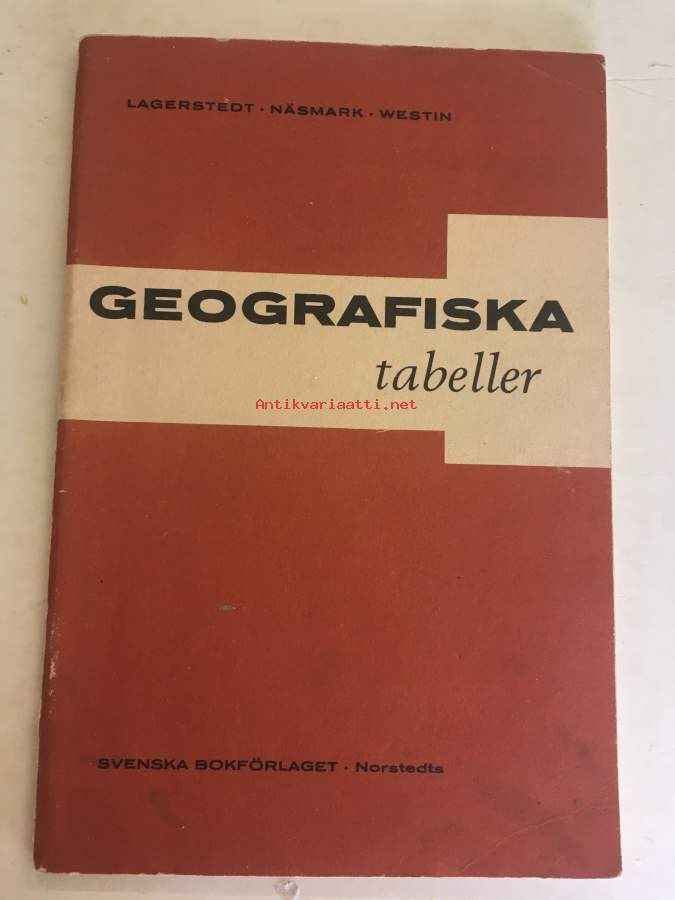 LAGERSTEDT · NÄSMARK · WESTIN
GEOGRAFISKA
tabeller
Antikvariaatti.net
SVENSKA BOKFÖRLAGET · Norstedts